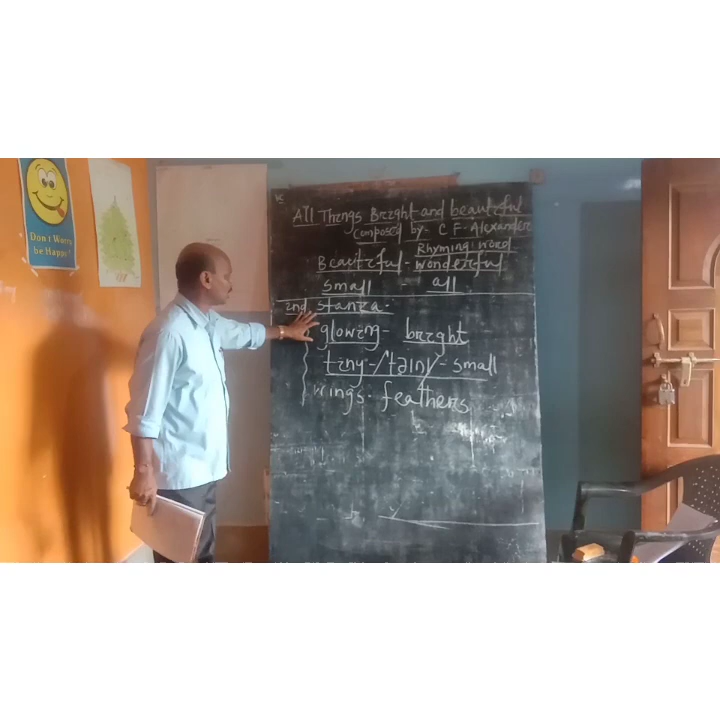 Don't Worry
be Happy!
All Things Bright and beautiful
Composed by- C F. Alexander
Rhyming word
Beautiful - wonderful
small - all
2nd stanza.
glowing - bright
tiny - /taɪnɪ/ - small
wings. feathers